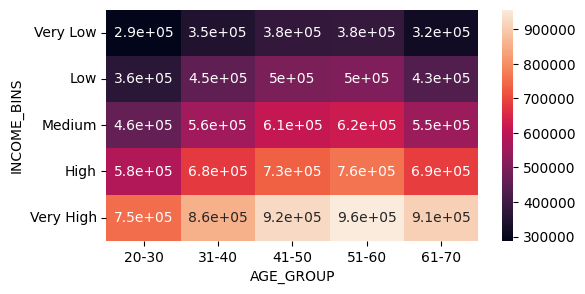 Very Low 2.9e+05 3.5e+05 3.8e+05 3.8e+05 3.2e+05
Low 3.6e+05 4.5e+05 5e+05 5e+05 4.3e+05
Medium 4.6e+05 5.6e+05 6.1e+05 6.2e+05 5.5e+05
High 5.8e+05 6.8e+05 7.3e+05 7.6e+05 6.9e+05
Very High 7.5e+05 8.6e+05 9.2e+05 9.6e+05 9.1e+05
20-30 31-40 41-50 51-60 61-70
AGE_GROUP
INCOME_BINS
900000
800000
700000
600000
500000
400000
300000